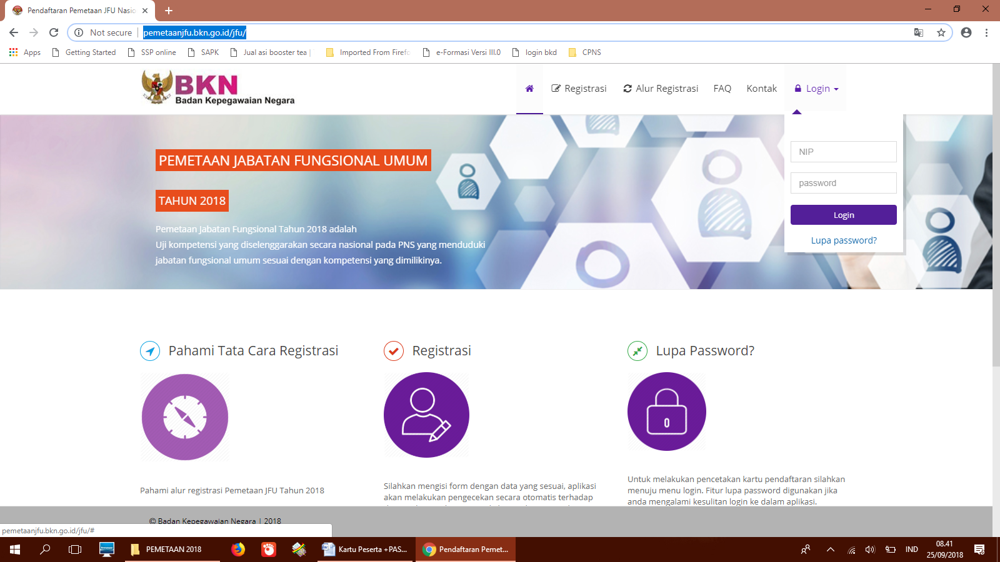 Pendaftaran Pemetaan JFU Nasio
Not secure
pemetaanjfu.bkn.go.id/jfu/
Apps
Getting Started
SSP online
SAPK
Jual asi booster tea |
Imported From Firefo
e-Formasi Versi III.0
login bkd
CPNS
BKN
Badan Kepegawaian Negara
Registrasi
Alur Registrasi
FAQ
Kontak
Login
NIP
password
Login
Lupa password?
PEMETAAN JABATAN FUNGSIONAL UMUM
TAHUN 2018
Pemetaan Jabatan Fungsional Tahun 2018 adalah
Uji kompetensi yang diselenggarakan secara nasional pada PNS yang menduduki
jabatan fungsional umum sesuai dengan kompetensi yang dimilikinya.
Pahami Tata Cara Registrasi
Pahami alur registrasi Pemetaan JFU Tahun 2018
Registrasi
Silahkan mengisi form dengan data yang sesuai, aplikasi
akan melakukan pengecekan secara otomatis terhadap
Lupa Password?
Untuk melakukan pencetakan kartu pendaftaran silahkan
menuju menu login. Fitur lupa password digunakan jika
anda mengalami kesulitan login ke dalam aplikasi.
© Badan Kepegawaian Negara | 2018
pemetaanjfu.bkn.go.id/jfu/#
PEMETAAN 2018
Kartu Peserta +PAS...
Pendaftaran Pemet...
IND
08.41
25/09/2018